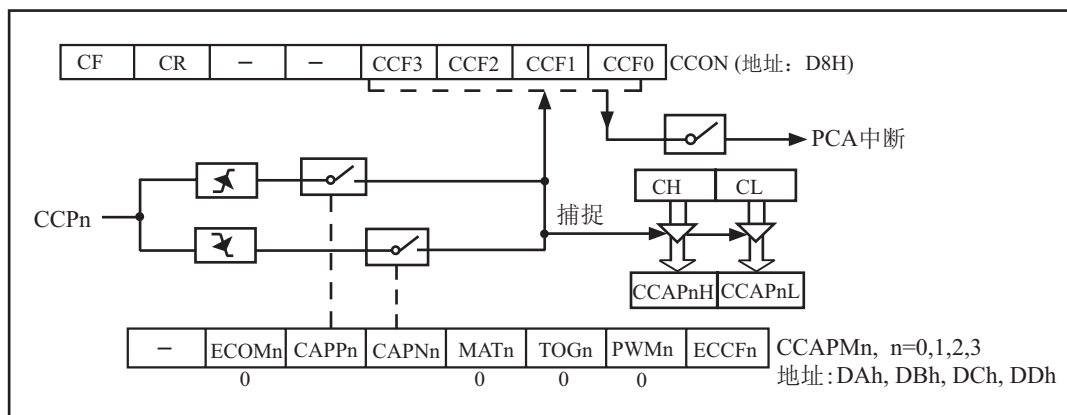 CF CR － － CCF3 CCF2 CCF1 CCF0 CCON (地址：D8H)
PCA中断
CH CL
CCPn
捕捉
CCAPnH CCAPnL
－ ECOMn CAPPn CAPNn MATn TOGn PWMn ECCFn CCAPMn, n=0,1,2,3
0 0 0 0 地址:DAh, DBh, DCh, DDh